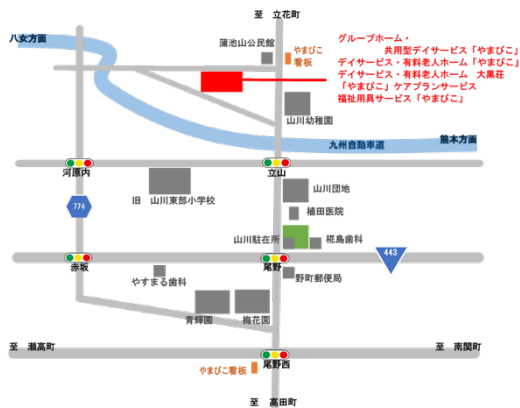 至　立花町
八女方面
蒲池山公民館
やまびこ
看板
グループホーム・
共用型デイサービス「やまびこ」
デイサービス・有料老人ホーム「やまびこ」
デイサービス・有料老人ホーム　大黒荘
「やまびこ」ケアプランサービス
福祉用具サービス「やまびこ」
山川幼稚園
九州自動車道
熊本方面
河原内
立山
旧　山川東部小学校
山川団地
774
植田医院
山川駐在所
椛島歯科
443
赤坂
尾野
やすまる歯科
野町郵便局
青輝園
梅花園
至　瀬高町
至　南関町
やまびこ看板
尾野西
至　高田町